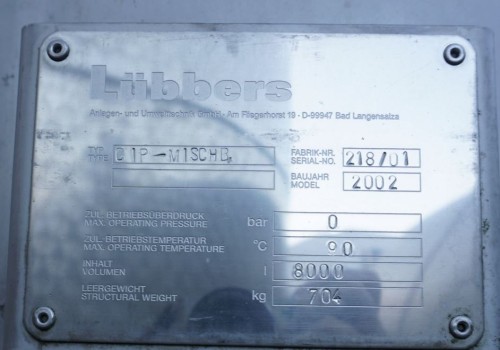 Lübbers
Anlagen- und Umwelttechnik GmbH · Am Fliegerhorst 19 · D-99947 Bad Langensalza
TYP
TYPE
DIP-MISCHB.
FABRIK-NR.
SERIAL-NO.
218/01
BAUJAHR
MODEL
2002
ZUL. BETRIEBSÜBERDRUCK
MAX. OPERATING PRESSURE
bar
0
ZUL. BETRIEBSTEMPERATUR
MAX. OPERATING TEMPERATURE
°C
90
INHALT
VOLUMEN
l
8000
LEERGEWICHT
STRUCTURAL WEIGHT
kg
704